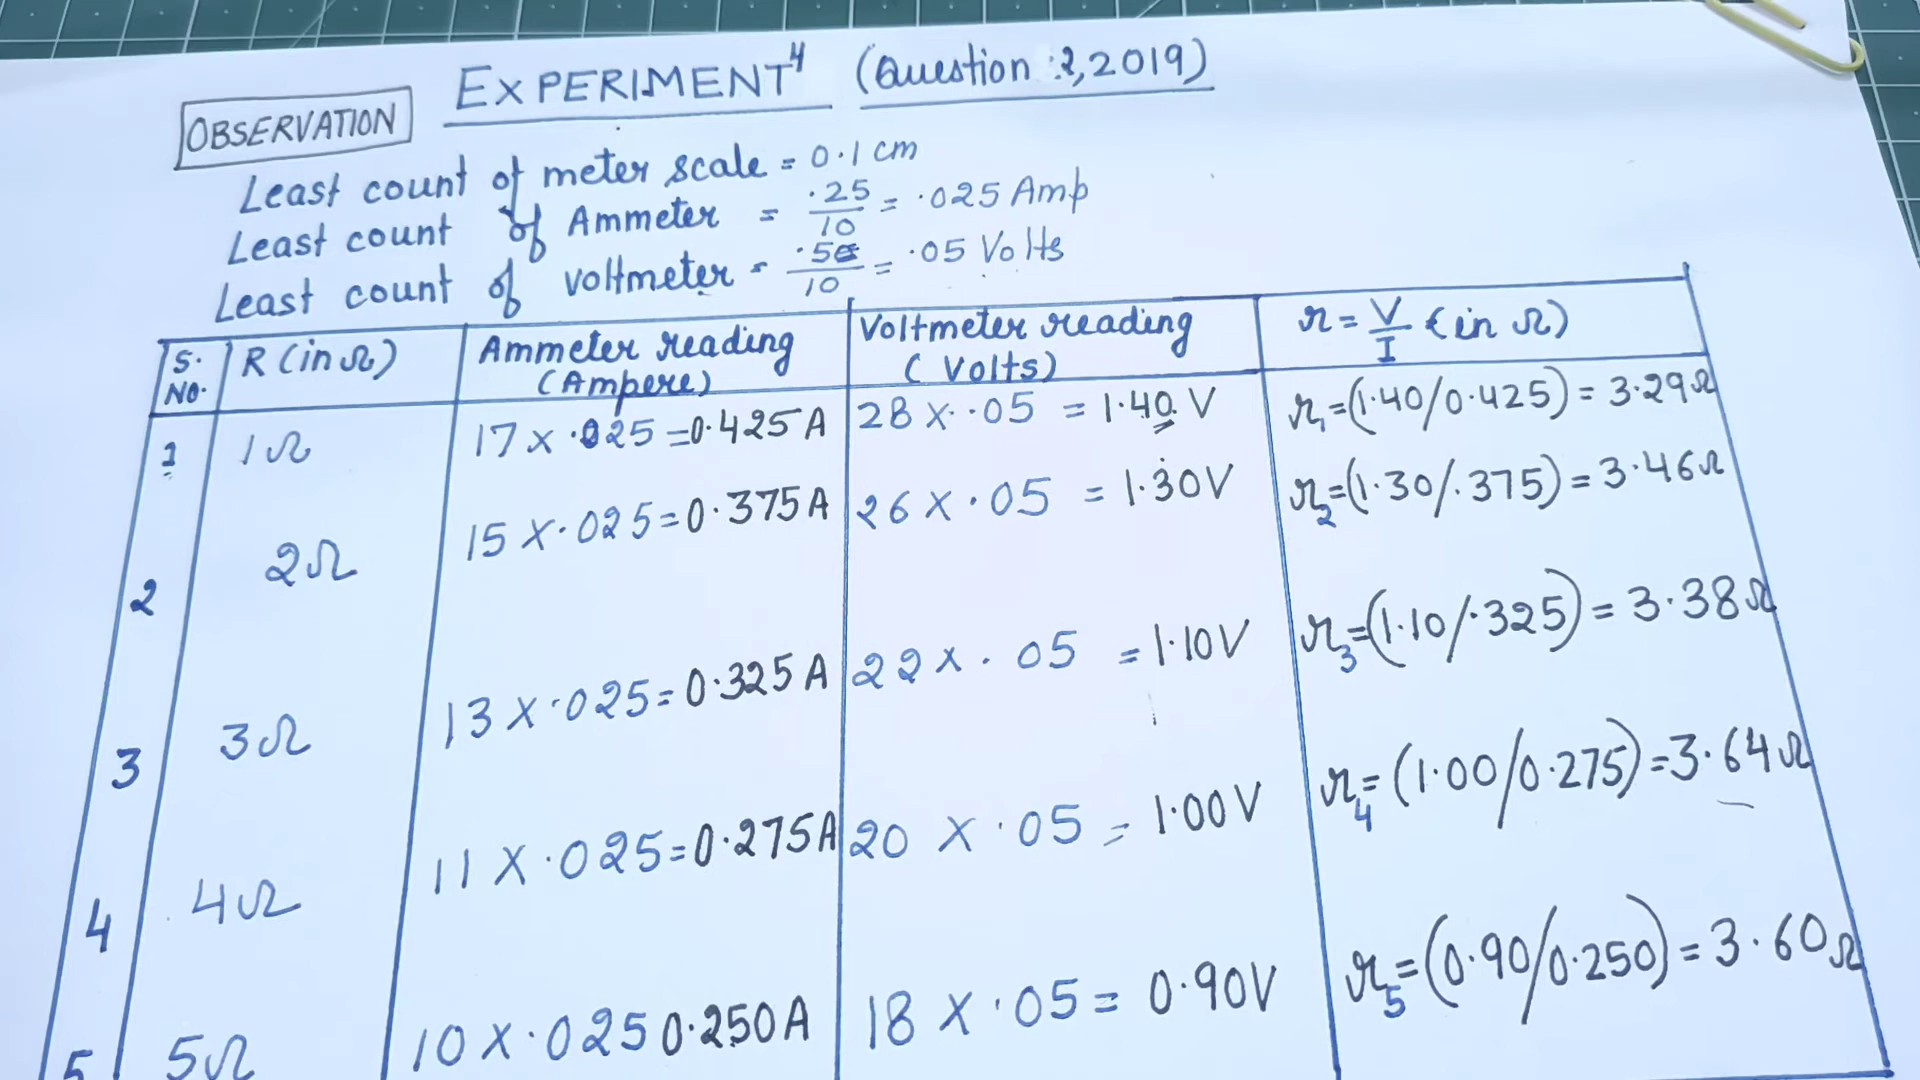 EXPERIMENT 4 (Question : 2, 2019)
OBSERVATION
Least count of meter scale = 0.1 cm
Least count of Ammeter = .25/10 = .025 Amp
Least count of voltmeter = .5/10 = .05 Volts
S. NO. R (in Ω) Ammeter reading (Ampere) Voltmeter reading (Volts) r = V/I (in Ω)
1 1Ω 17 x .025 = 0.425 A 28 x .05 = 1.40 V r1 = (1.40/0.425) = 3.29Ω
2 2Ω 15 x .025 = 0.375 A 26 x .05 = 1.30V r2 = (1.30/.375) = 3.46Ω
3 3Ω 13 x .025 = 0.325 A 22 x .05 = 1.10V r3 = (1.10/.325) = 3.38Ω
4 4Ω 11 x .025 = 0.275A 20 x .05 = 1.00V r4 = (1.00/0.275) = 3.64Ω
5 5Ω 10 x .025 0.250A 18 x .05 = 0.90V r5 = (0.90/0.250) = 3.60Ω